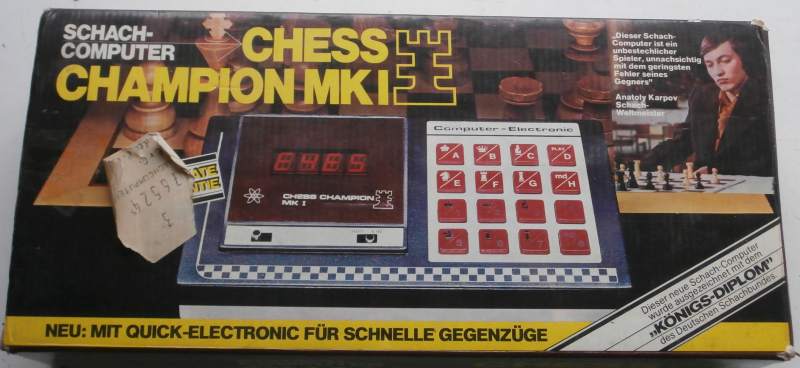 SCHACH-
COMPUTER
CHESS
CHAMPION MK I
"Dieser Schach-
Computer ist ein
unbestechlicher
Spieler, unnachsichtig
mit dem geringsten
Fehler seines
Gegners"
Anatoly Karpov
Schach-
Weltmeister
Computer - Electronic
A
B
C
PLAY
D
E
F
G
md
H
CHESS CHAMPION
MK I
Dieser neue Schach-Computer
wurde ausgezeichnet mit dem
„KÖNIGS-DIPLOM"
des Deutschen Schachbundes.
NEU: MIT QUICK-ELECTRONIC FÜR SCHNELLE GEGENZÜGE